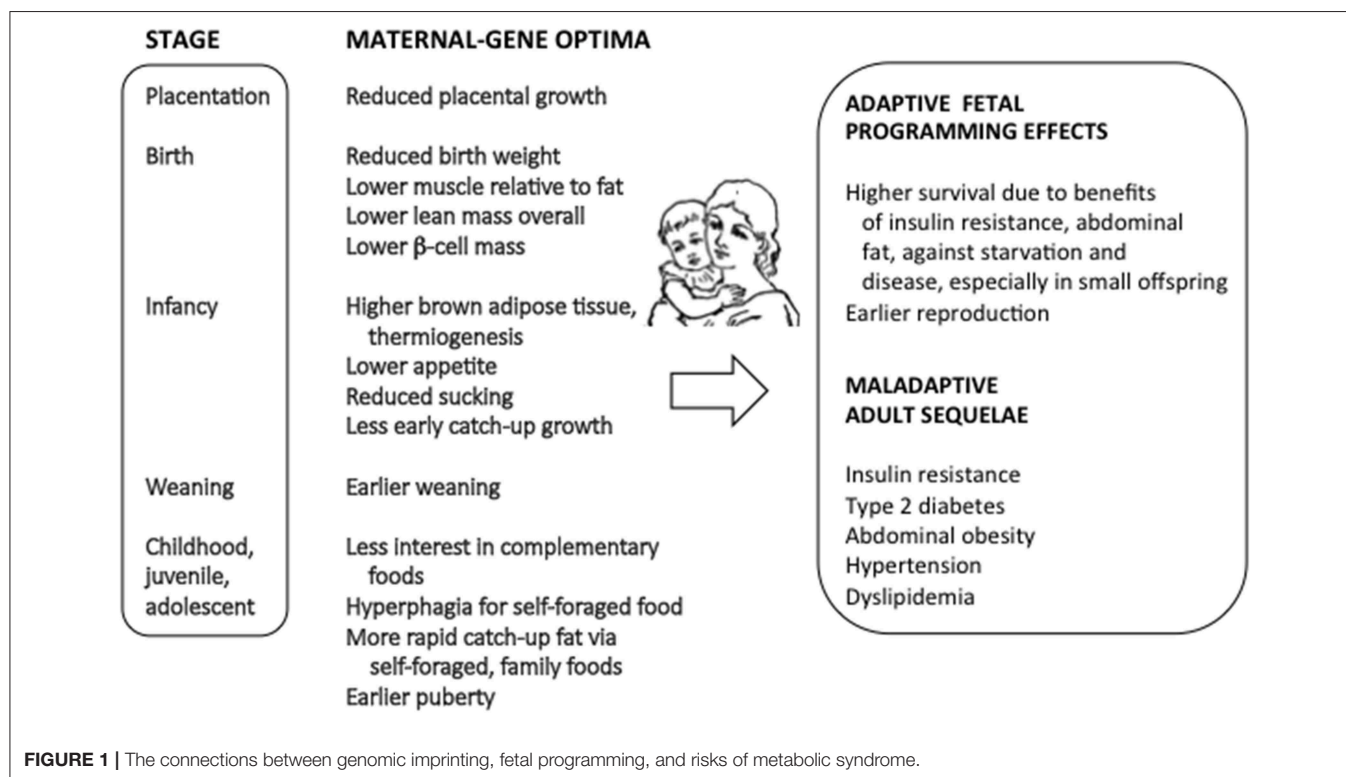 STAGE
Placentation
Birth
Infancy
Weaning
Childhood,
juvenile,
adolescent
MATERNAL-GENE OPTIMA
Reduced placental growth
Reduced birth weight
Lower muscle relative to fat
Lower lean mass overall
Lower β-cell mass
Higher brown adipose tissue,
thermiogenesis
Lower appetite
Reduced sucking
Less early catch-up growth
Earlier weaning
Less interest in complementary
foods
Hyperphagia for self-foraged food
More rapid catch-up fat via
self-foraged, family foods
Earlier puberty
ADAPTIVE FETAL
PROGRAMMING EFFECTS
Higher survival due to benefits
of insulin resistance, abdominal
fat, against starvation and
disease, especially in small offspring
Earlier reproduction
MALADAPTIVE
ADULT SEQUELAE
Insulin resistance
Type 2 diabetes
Abdominal obesity
Hypertension
Dyslipidemia
FIGURE 1 | The connections between genomic imprinting, fetal programming, and risks of metabolic syndrome.